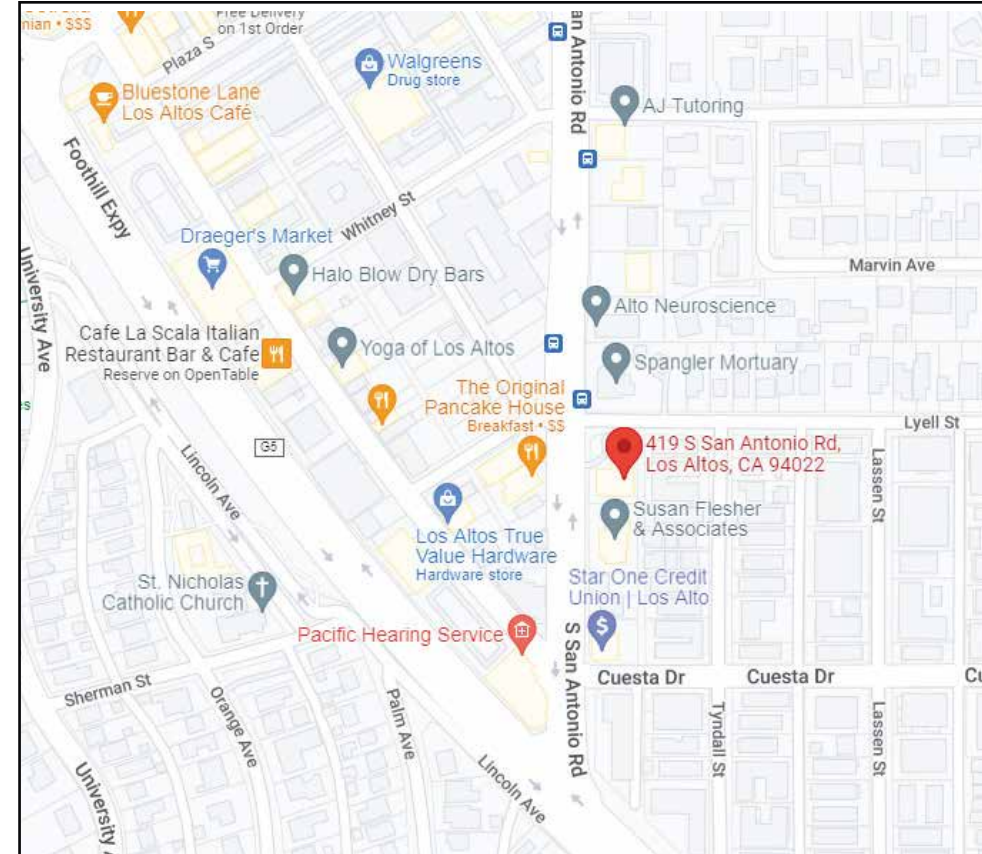 nian • $$$
Free Delivery
on 1st Order
Plaza S
Bluestone Lane
Los Altos Café
Walgreens
Drug store
an Antonio Rd
AJ Tutoring
Foothill Expy
Whitney St
Draeger's Market
Halo Blow Dry Bars
Marvin Ave
University Ave
Alto Neuroscience
Cafe La Scala Italian
Restaurant Bar & Cafe
Reserve on OpenTable
Yoga of Los Altos
Spangler Mortuary
The Original
Pancake House
Breakfast • $$
es
Lyell St
G5
419 S San Antonio Rd,
Los Altos, CA 94022
Lassen St
Lincoln Ave
Susan Flesher
& Associates
Los Altos True
Value Hardware
Hardware store
St. Nicholas
Catholic Church
Star One Credit
Union | Los Alto
$
Pacific Hearing Service
S San Antonio Rd
Cuesta Dr
Cuesta Dr
Cu
Sherman St
Orange Ave
Palm Ave
Tyndall St
Lassen St
Lincoln Ave
University A